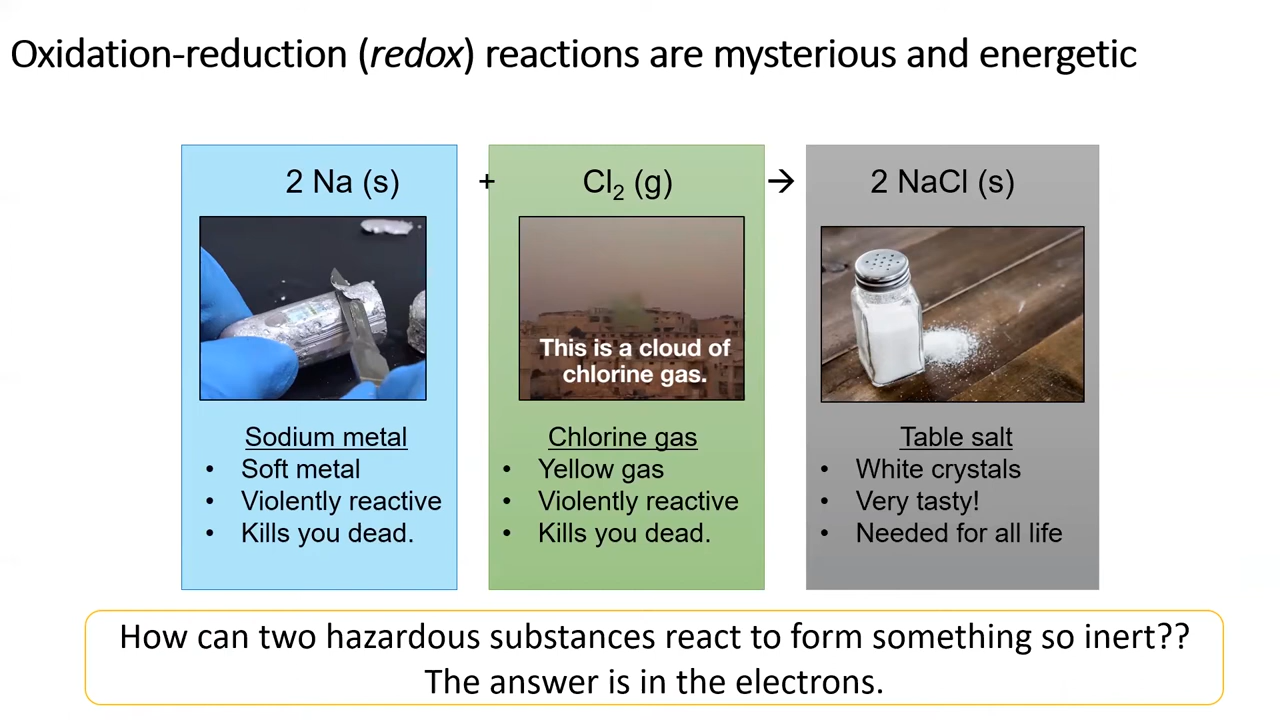 Oxidation-reduction (redox) reactions are mysterious and energetic
2 Na (s) + Cl₂ (g) → 2 NaCl (s)
This is a cloud of
chlorine gas.
Sodium metal
• Soft metal
• Violently reactive
• Kills you dead.
Chlorine gas
• Yellow gas
• Violently reactive
• Kills you dead.
Table salt
• White crystals
• Very tasty!
• Needed for all life
How can two hazardous substances react to form something so inert??
The answer is in the electrons.